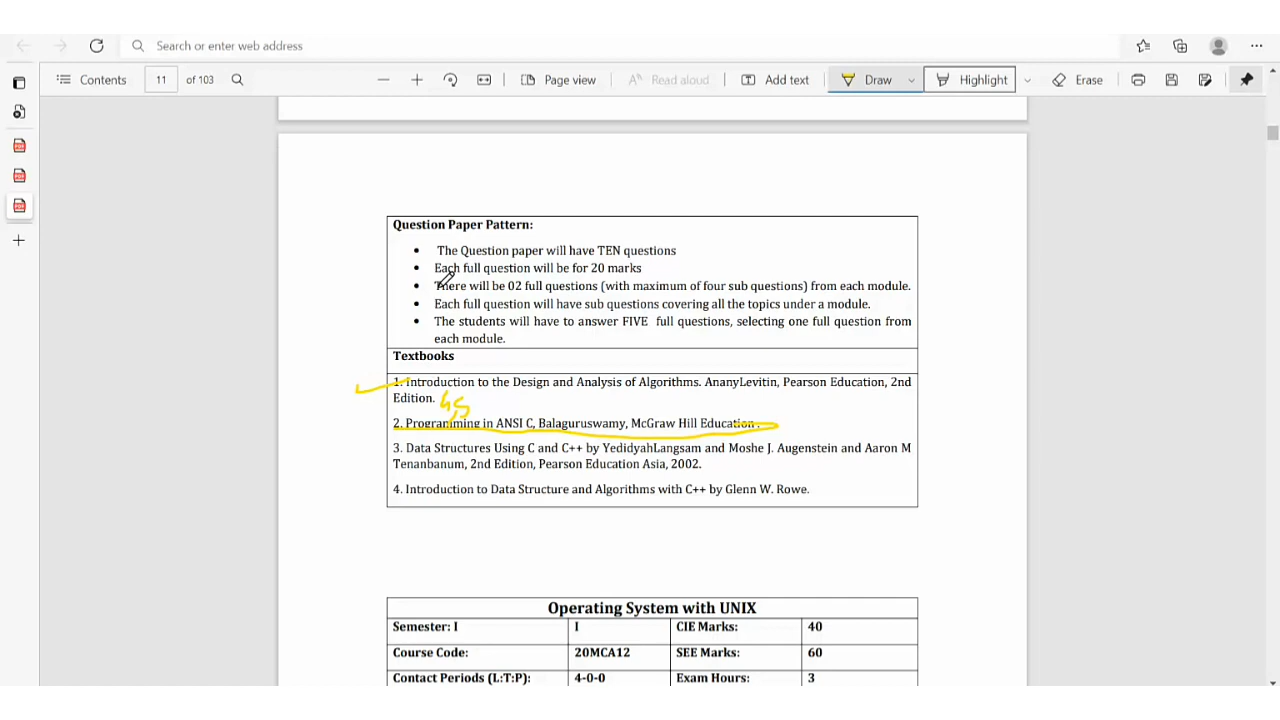 Search or enter web address
Contents
11
of 103
Page view
Read aloud
Add text
Draw
Highlight
Erase
Question Paper Pattern:
• The Question paper will have TEN questions
• Each full question will be for 20 marks
• There will be 02 full questions (with maximum of four sub questions) from each module.
• Each full question will have sub questions covering all the topics under a module.
• The students will have to answer FIVE full questions, selecting one full question from
each module.
Textbooks
1. Introduction to the Design and Analysis of Algorithms. AnanyLevitin, Pearson Education, 2nd
Edition.
2. Programming in ANSI C, Balaguruswamy, McGraw Hill Education .
3. Data Structures Using C and C++ by YedidyahLangsam and Moshe J. Augenstein and Aaron M
Tenanbanum, 2nd Edition, Pearson Education Asia, 2002.
4. Introduction to Data Structure and Algorithms with C++ by Glenn W. Rowe.
Operating System with UNIX
Semester: I I CIE Marks: 40
Course Code: 20MCA12 SEE Marks: 60
Contact Periods (L:T:P): 4-0-0 Exam Hours: 3